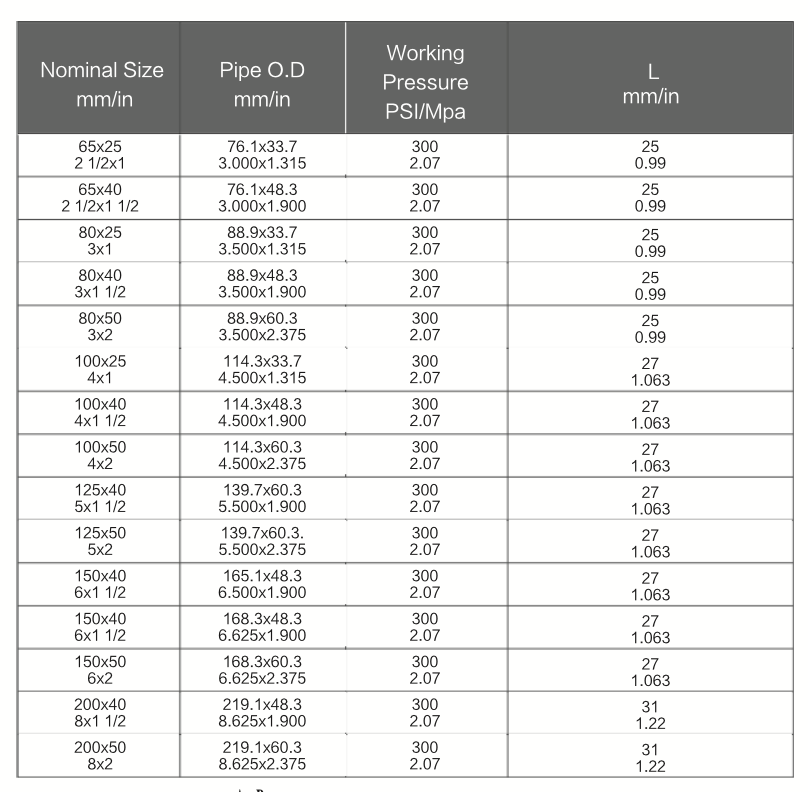 Nominal Size
mm/in
Pipe O.D
mm/in
Working
Pressure
PSI/Mpa
L
mm/in
65x25
2 1/2x1
76.1x33.7
3.000x1.315
300
2.07
25
0.99
65x40
2 1/2x1 1/2
76.1x48.3
3.000x1.900
300
2.07
25
0.99
80x25
3x1
88.9x33.7
3.500x1.315
300
2.07
25
0.99
80x40
3x1 1/2
88.9x48.3
3.500x1.900
300
2.07
25
0.99
80x50
3x2
88.9x60.3
3.500x2.375
300
2.07
25
0.99
100x25
4x1
114.3x33.7
4.500x1.315
300
2.07
27
1.063
100x40
4x1 1/2
114.3x48.3
4.500x1.900
300
2.07
27
1.063
100x50
4x2
114.3x60.3
4.500x2.375
300
2.07
27
1.063
125x40
5x1 1/2
139.7x60.3
5.500x1.900
300
2.07
27
1.063
125x50
5x2
139.7x60.3.
5.500x2.375
300
2.07
27
1.063
150x40
6x1 1/2
165.1x48.3
6.500x1.900
300
2.07
27
1.063
150x40
6x1 1/2
168.3x48.3
6.625x1.900
300
2.07
27
1.063
150x50
6x2
168.3x60.3
6.625x2.375
300
2.07
27
1.063
200x40
8x1 1/2
219.1x48.3
8.625x1.900
300
2.07
31
1.22
200x50
8x2
219.1x60.3
8.625x2.375
300
2.07
31
1.22